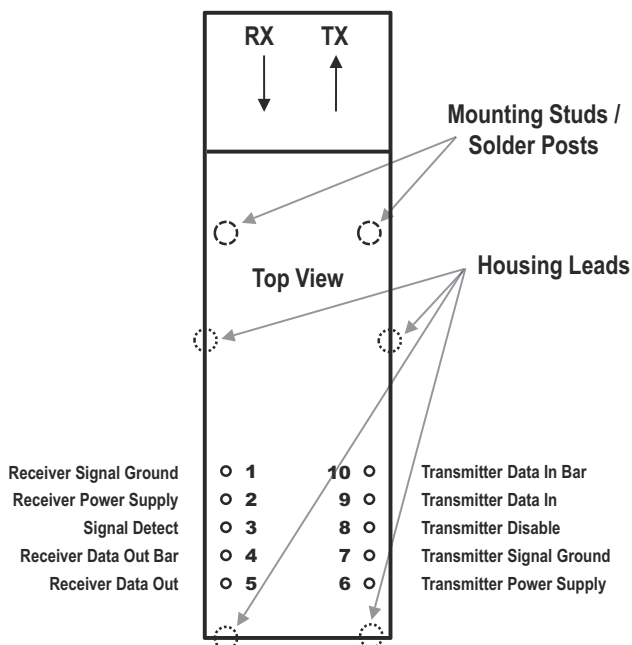 RX TX
Mounting Studs /
Solder Posts
Top View
Housing Leads
Receiver Signal Ground 1 10 Transmitter Data In Bar
Receiver Power Supply 2 9 Transmitter Data In
Signal Detect 3 8 Transmitter Disable
Receiver Data Out Bar 4 7 Transmitter Signal Ground
Receiver Data Out 5 6 Transmitter Power Supply